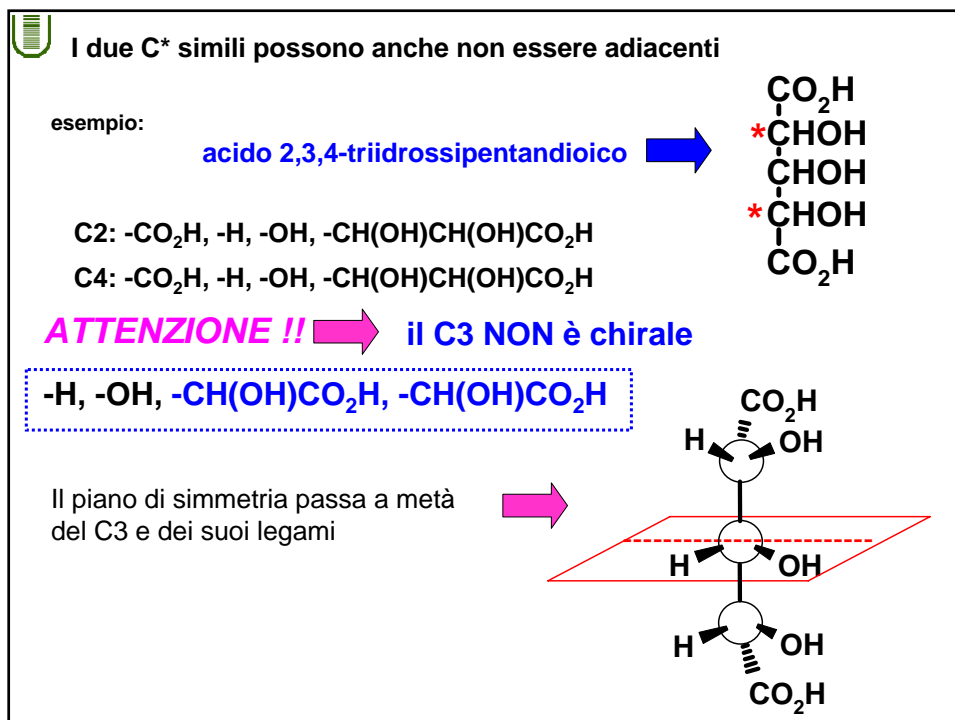 I due C* simili possono anche non essere adiacenti
esempio:
acido 2,3,4-triidrossipentandioico
CO₂H
*CHOH
CHOH
*CHOH
CO₂H
C2: -CO₂H, -H, -OH, -CH(OH)CH(OH)CO₂H
C4: -CO₂H, -H, -OH, -CH(OH)CH(OH)CO₂H
ATTENZIONE !!
il C3 NON è chirale
-H, -OH, -CH(OH)CO₂H, -CH(OH)CO₂H
Il piano di simmetria passa a metà
del C3 e dei suoi legami
CO₂H
H OH
H OH
H OH
CO₂H